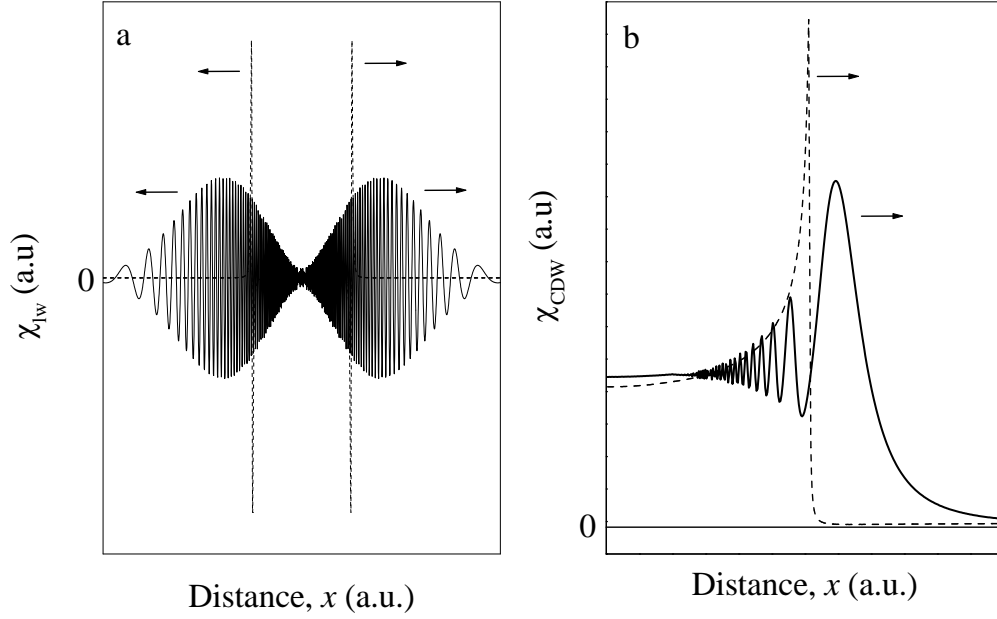 a
χ_lw (a.u)
0
Distance, x (a.u.)
b
χ_CDW (a.u)
0
Distance, x (a.u.)